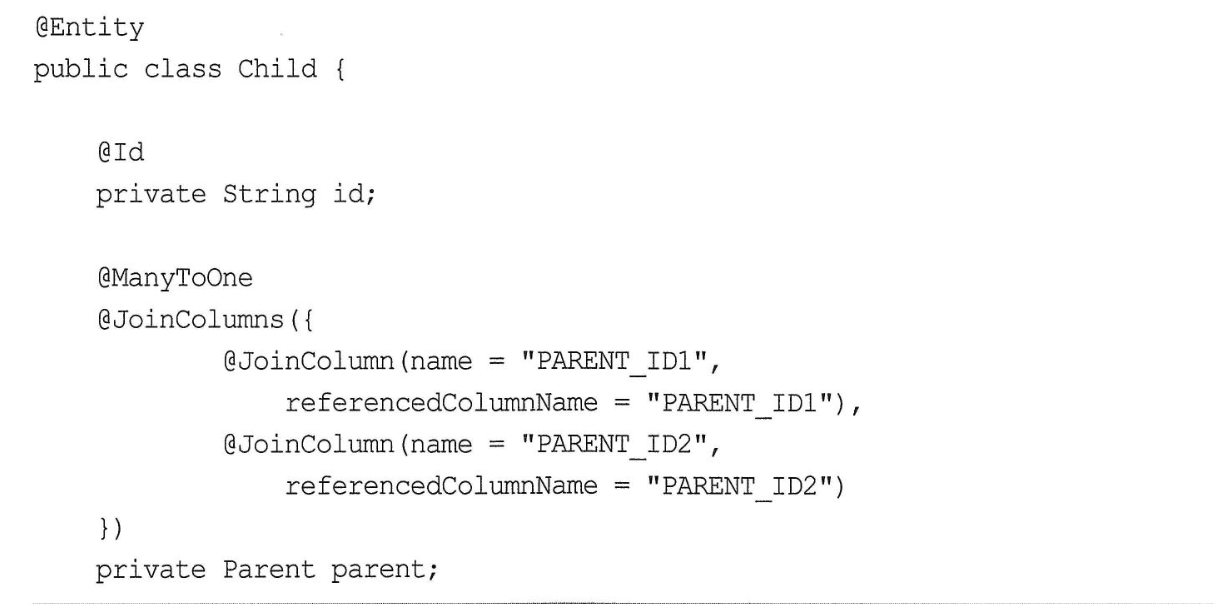 @Entity
public class Child {
@Id
private String id;
@ManyToOne
@JoinColumns({
@JoinColumn(name = "PARENT_ID1",
referencedColumnName = "PARENT_ID1"),
@JoinColumn(name = "PARENT_ID2",
referencedColumnName = "PARENT_ID2")
})
private Parent parent;